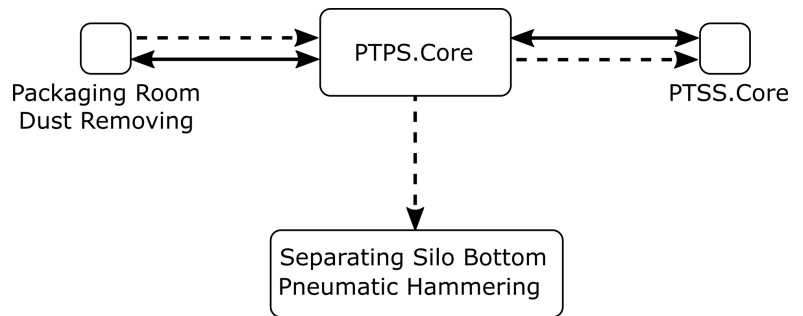 PTPS.Core
Packaging Room
Dust Removing
PTSS.Core
Separating Silo Bottom
Pneumatic Hammering